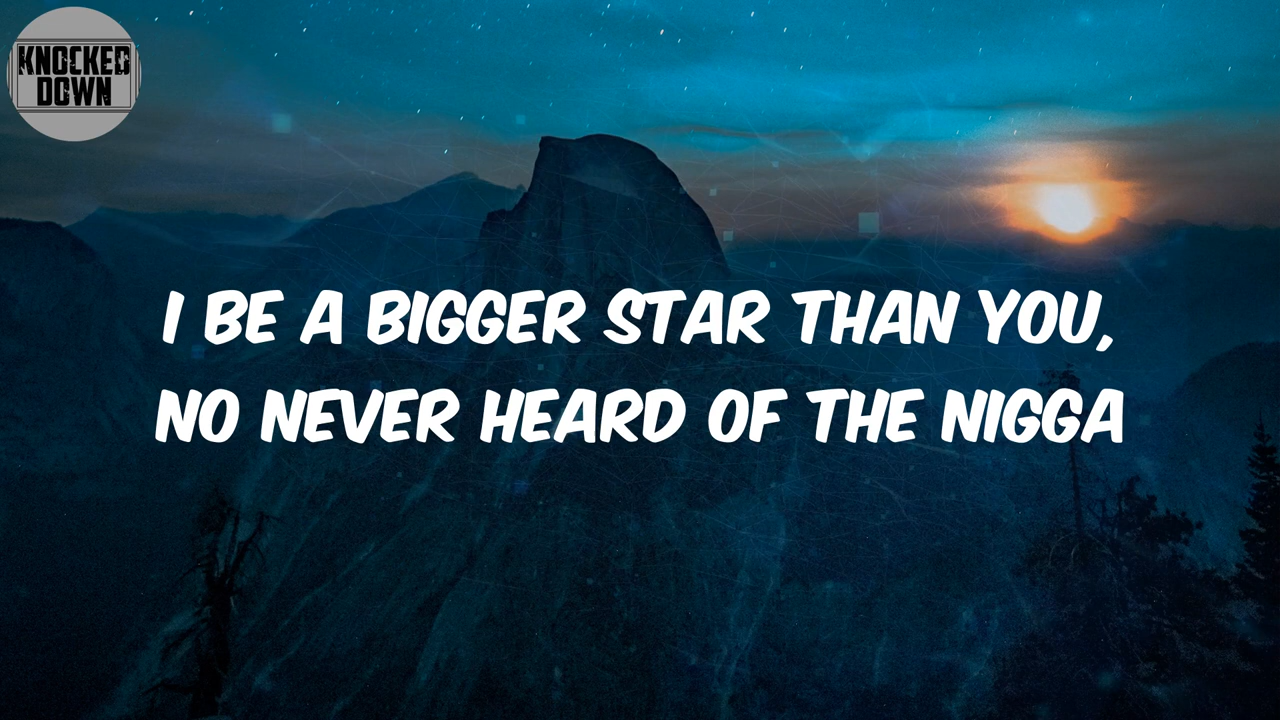 KNOCKED
DOWN
I BE A BIGGER STAR THAN YOU,
NO NEVER HEARD OF THE NIGGA